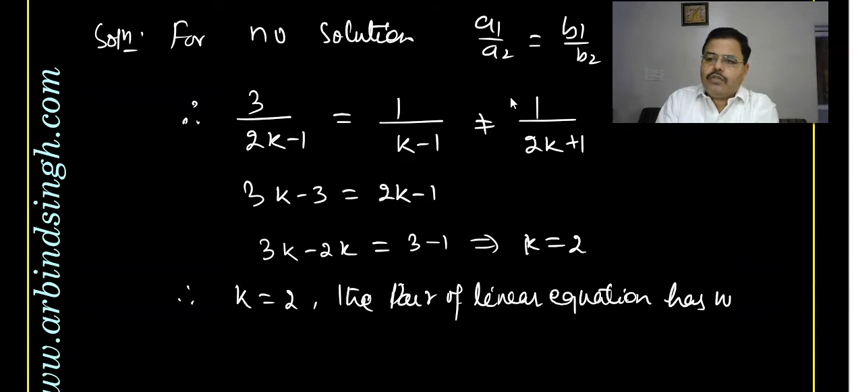 Soln. For no solution a1/a2 = b1/b2
∴ 3/(2k-1) = 1/(k-1) ≠ 1/(2k+1)
3k-3 = 2k-1
3k-2k = 3-1 ⇒ k=2
∴ k=2, The Pair of linear equation has n
www.arbindsingh.com